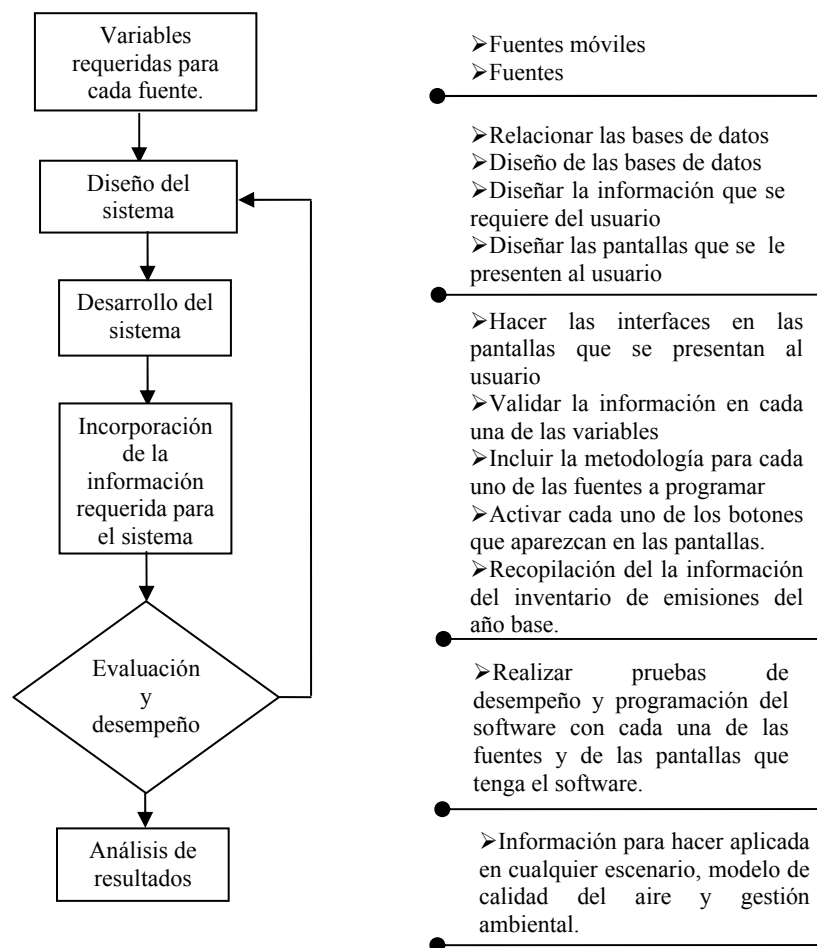 Variables
requeridas para
cada fuente.
➢Fuentes móviles
➢Fuentes
Diseño del
sistema
➢Relacionar las bases de datos
➢Diseño de las bases de datos
➢Diseñar la información que se
requiere del usuario
➢Diseñar las pantallas que se le
presenten al usuario
Desarrollo del
sistema
Incorporación
de la
información
requerida para
el sistema
➢Hacer las interfaces en las
pantallas que se presentan al
usuario
➢Validar la información en cada
una de las variables
➢Incluir la metodología para cada
uno de las fuentes a programar
➢Activar cada uno de los botones
que aparezcan en las pantallas.
➢Recopilación del la información
del inventario de emisiones del
año base.
Evaluación
y
desempeño
➢Realizar pruebas de
desempeño y programación del
software con cada una de las
fuentes y de las pantallas que
tenga el software.
Análisis de
resultados
➢Información para hacer aplicada
en cualquier escenario, modelo de
calidad del aire y gestión
ambiental.